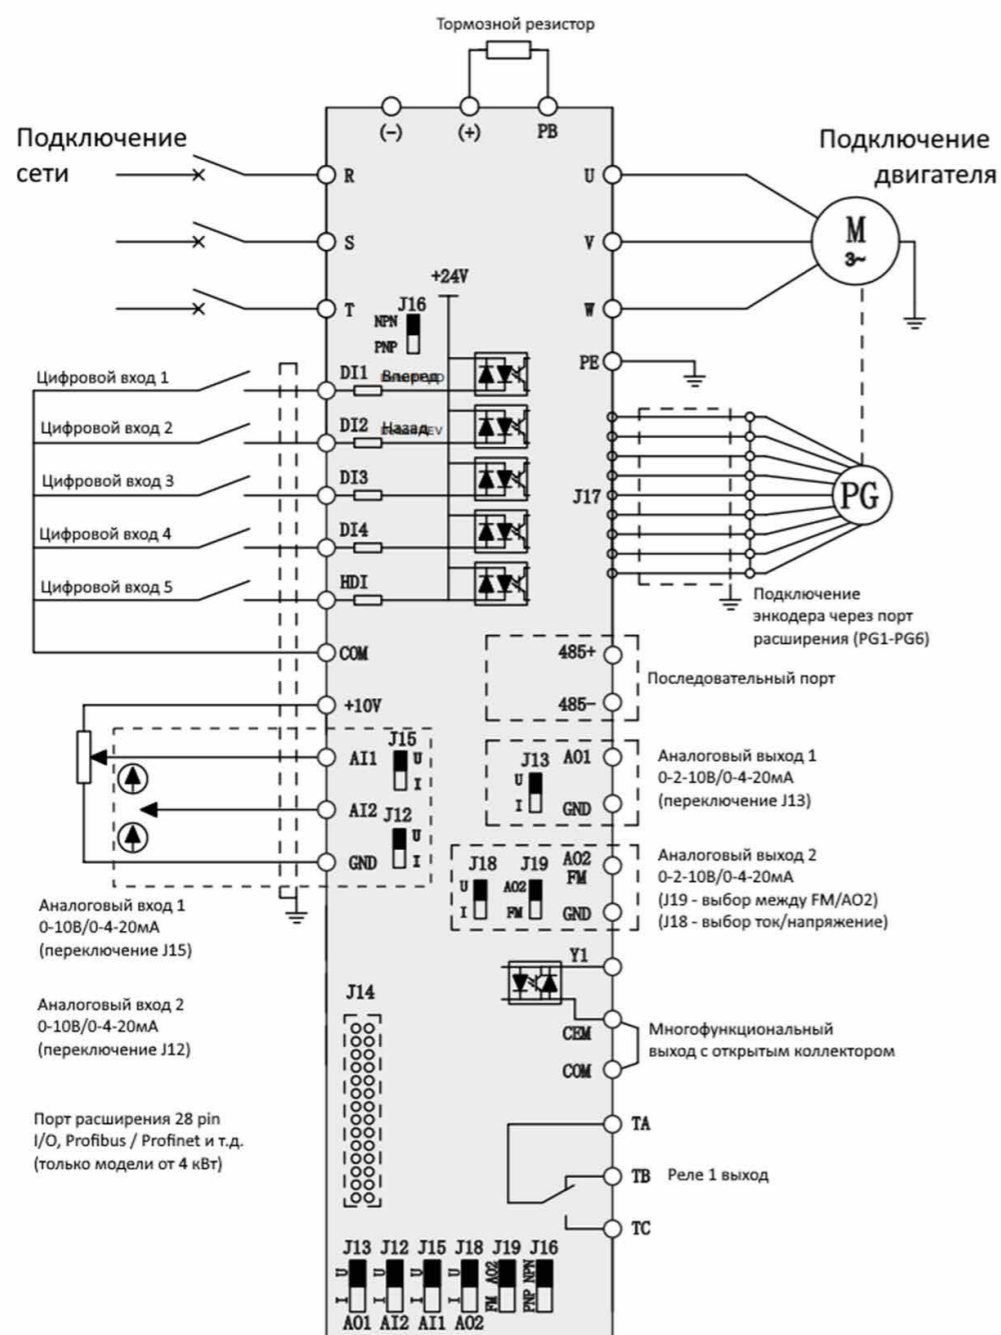 Тормозной резистор
(-)
(+)
PB
Подключение
сети
Подключение
двигателя
R
U
S
V
M
3~
+24V
T
J16
W
NPN
PNP
PE
Цифровой вход 1
DI1 Вперед
Цифровой вход 2
DI2 Назад
Цифровой вход 3
DI3
J17
PG
Цифровой вход 4
DI4
Цифровой вход 5
HDI
Подключение
энкодера через порт
расширения (PG1-PG6)
COM
485+
Последовательный порт
485-
+10V
AI1
J15
U
I
J13
U
I
AO1
GND
Аналоговый выход 1
0-2-10В/0-4-20мА
(переключение J13)
AI2
J12
U
I
GND
J18
U
I
J19
AO2
FM
AO2
FM
GND
Аналоговый выход 2
0-2-10В/0-4-20мА
(J19 - выбор между FM/AO2)
(J18 - выбор ток/напряжение)
Аналоговый вход 1
0-10В/0-4-20мА
(переключение J15)
Y1
Аналоговый вход 2
0-10В/0-4-20мА
(переключение J12)
J14
CEM
COM
Многофункциональный
выход с открытым коллектором
Порт расширения 28 pin
I/O, Profibus / Profinet и т.д.
(только модели от 4 кВт)
TA
TB
Реле 1 выход
TC
J13 J12 J15 J18 J19 J16
U U U U AO2 NPN
I I I I FM PNP
AO1 AI2 AI1 AO2